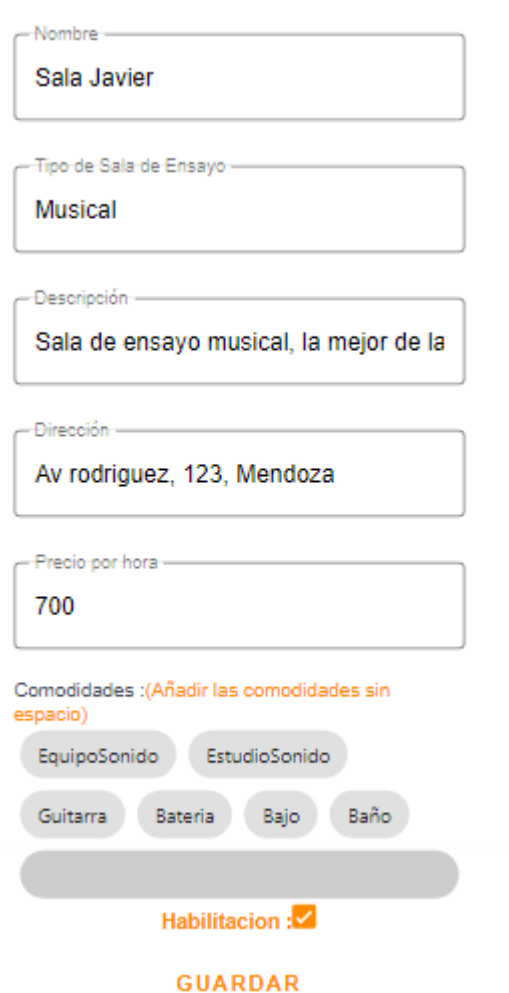 Nombre
Sala Javier
Tipo de Sala de Ensayo
Musical
Descripción
Sala de ensayo musical, la mejor de la
Dirección
Av rodriguez, 123, Mendoza
Precio por hora
700
Comodidades :(Añadir las comodidades sin
espacio)
EquipoSonido EstudioSonido
Guitarra Bateria Bajo Baño
Habilitacion :
GUARDAR